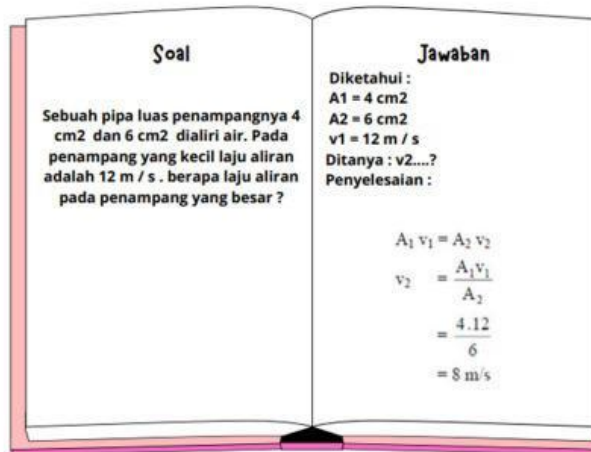 Soal
Sebuah pipa luas penampangnya 4
cm2 dan 6 cm2 dialiri air. Pada
penampang yang kecil laju aliran
adalah 12 m / s . berapa laju aliran
pada penampang yang besar ?
Jawaban
Diketahui :
A1 = 4 cm2
A2 = 6 cm2
v1 = 12 m / s
Ditanya : v2....?
Penyelesaian :
A₁ v₁ = A₂ v₂
v₂ = A₁v₁ / A₂
= 4.12 / 6
= 8 m/s